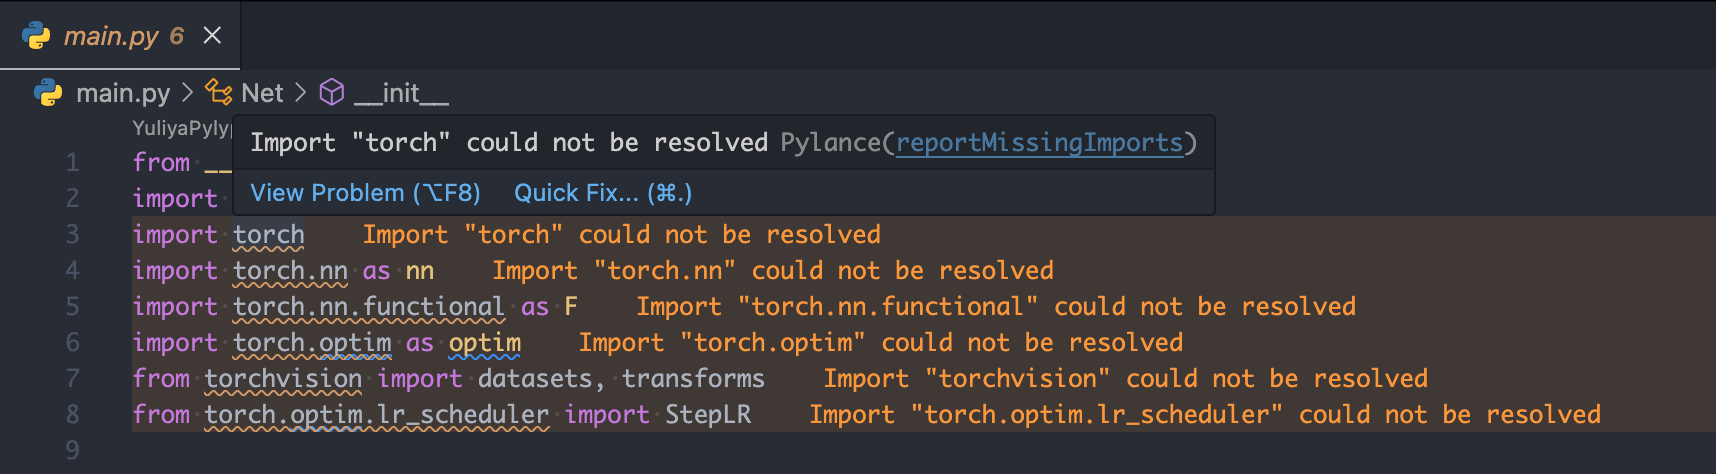 main.py 6
main.py > Net > __init__
YuliyaPyly
Import "torch" could not be resolved Pylance(reportMissingImports)
View Problem (⌥F8) Quick Fix... (⌘.)
1 from __
2 import
3 import torch Import "torch" could not be resolved
4 import torch.nn as nn Import "torch.nn" could not be resolved
5 import torch.nn.functional as F Import "torch.nn.functional" could not be resolved
6 import torch.optim as optim Import "torch.optim" could not be resolved
7 from torchvision import datasets, transforms Import "torchvision" could not be resolved
8 from torch.optim.lr_scheduler import StepLR Import "torch.optim.lr_scheduler" could not be resolved
9